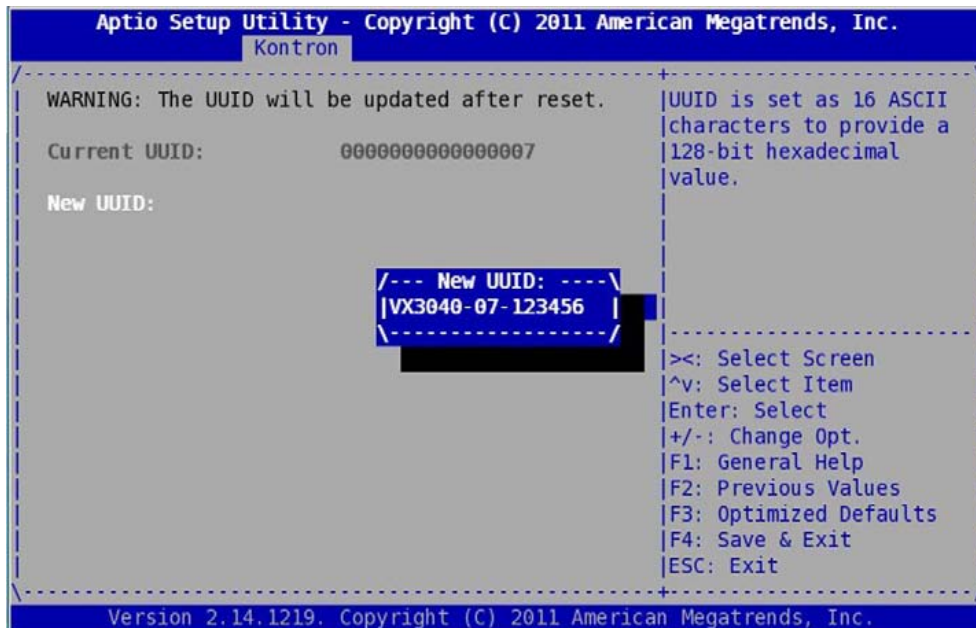 Aptio Setup Utility - Copyright (C) 2011 American Megatrends, Inc.
Kontron
WARNING: The UUID will be updated after reset.
Current UUID: 0000000000000007
New UUID:
/--- New UUID: ----\
|VX3040-07-123456 |
UUID is set as 16 ASCII
characters to provide a
128-bit hexadecimal
value.
><: Select Screen
^v: Select Item
Enter: Select
+/-: Change Opt.
F1: General Help
F2: Previous Values
F3: Optimized Defaults
F4: Save & Exit
ESC: Exit
Version 2.14.1219. Copyright (C) 2011 American Megatrends, Inc.